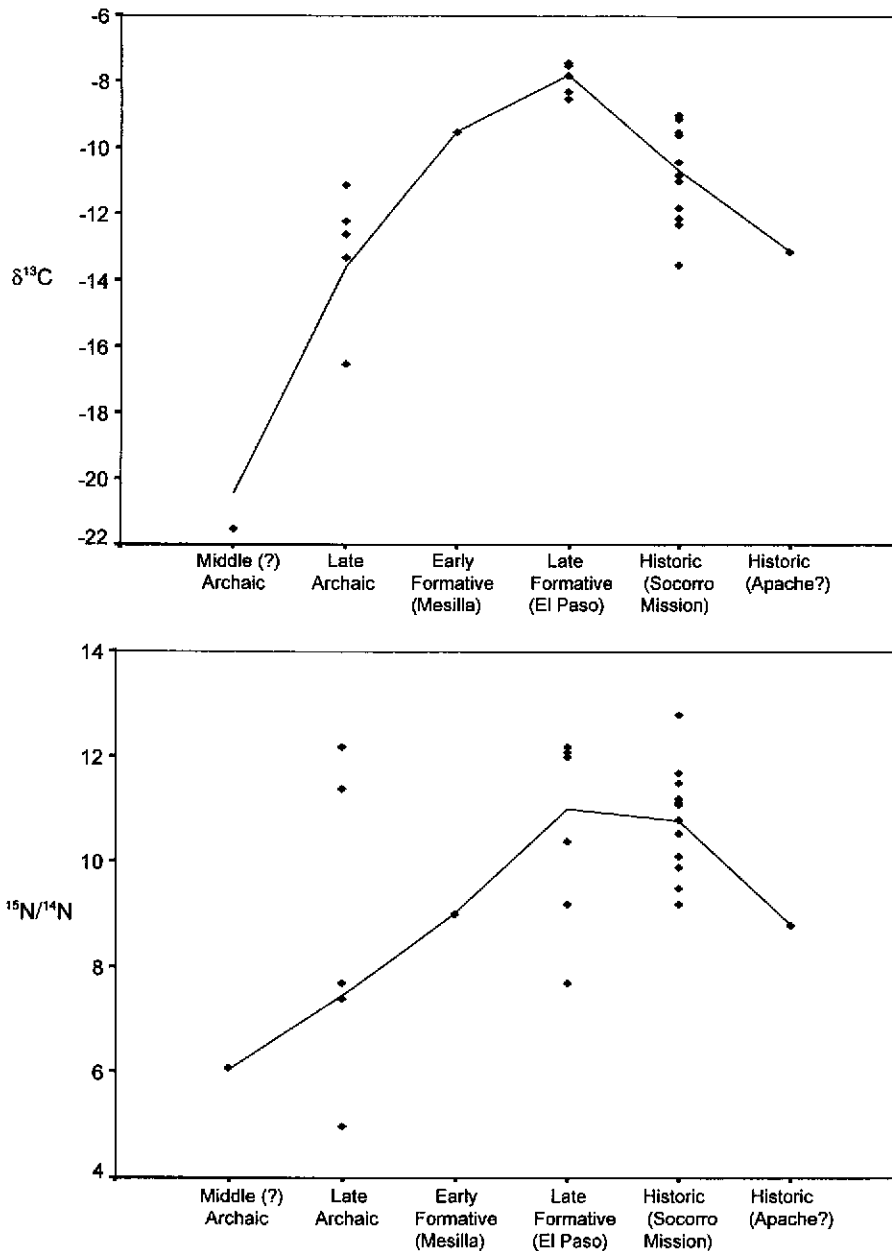 -6
-8
-10
-12
δ¹³C
-14
-16
-18
-20
-22
Middle (?) Late Early Late Historic Historic
Archaic Archaic Formative Formative (Socorro (Apache?)
(Mesilla) (El Paso) Mission)
14
12
10
¹⁵N/¹⁴N
8
6
4
Middle (?) Late Early Late Historic Historic
Archaic Archaic Formative Formative (Socorro (Apache?)
(Mesilla) (El Paso) Mission)